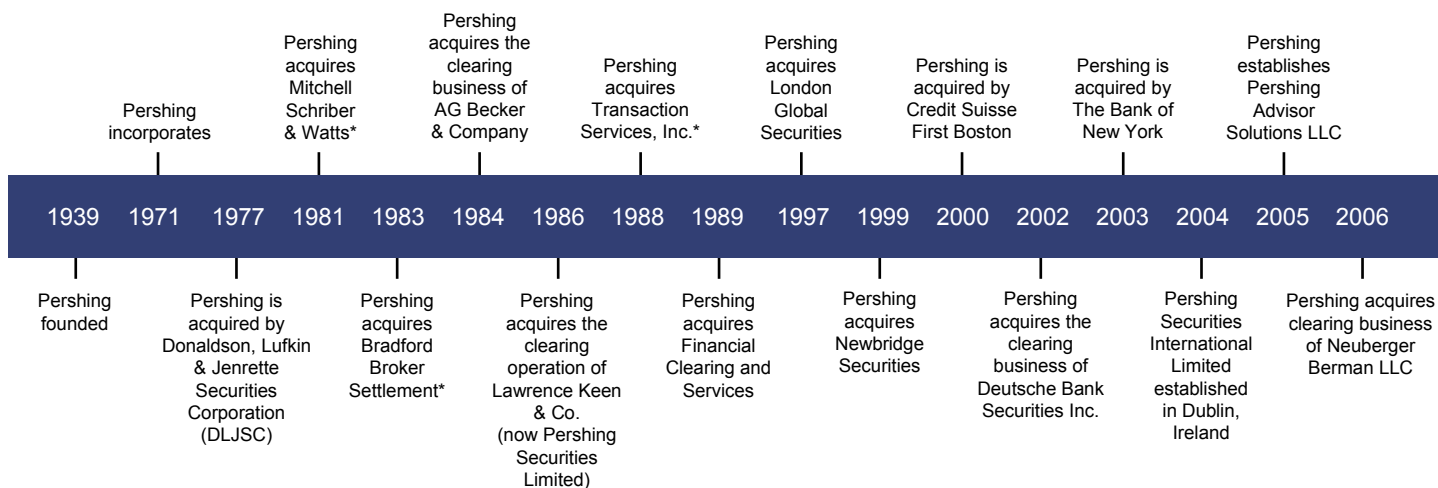 Pershing
incorporates
Pershing
acquires
Mitchell
Schriber
& Watts*
Pershing
acquires the
clearing
business of
AG Becker
& Company
Pershing
acquires
Transaction
Services, Inc.*
Pershing
acquires
London
Global
Securities
Pershing is
acquired by
Credit Suisse
First Boston
Pershing is
acquired by
The Bank of
New York
Pershing
establishes
Pershing
Advisor
Solutions LLC
1939 1971 1977 1981 1983 1984 1986 1988 1989 1997 1999 2000 2002 2003 2004 2005 2006
Pershing
founded
Pershing is
acquired by
Donaldson, Lufkin
& Jenrette
Securities
Corporation
(DLJSC)
Pershing
acquires
Bradford
Broker
Settlement*
Pershing
acquires the
clearing
operation of
Lawrence Keen
& Co.
(now Pershing
Securities
Limited)
Pershing
acquires
Financial
Clearing and
Services
Pershing
acquires
Newbridge
Securities
Pershing
acquires the
clearing
business of
Deutsche Bank
Securities Inc.
Pershing
Securities
International
Limited
established
in Dublin,
Ireland
Pershing acquires
clearing business
of Neuberger
Berman LLC